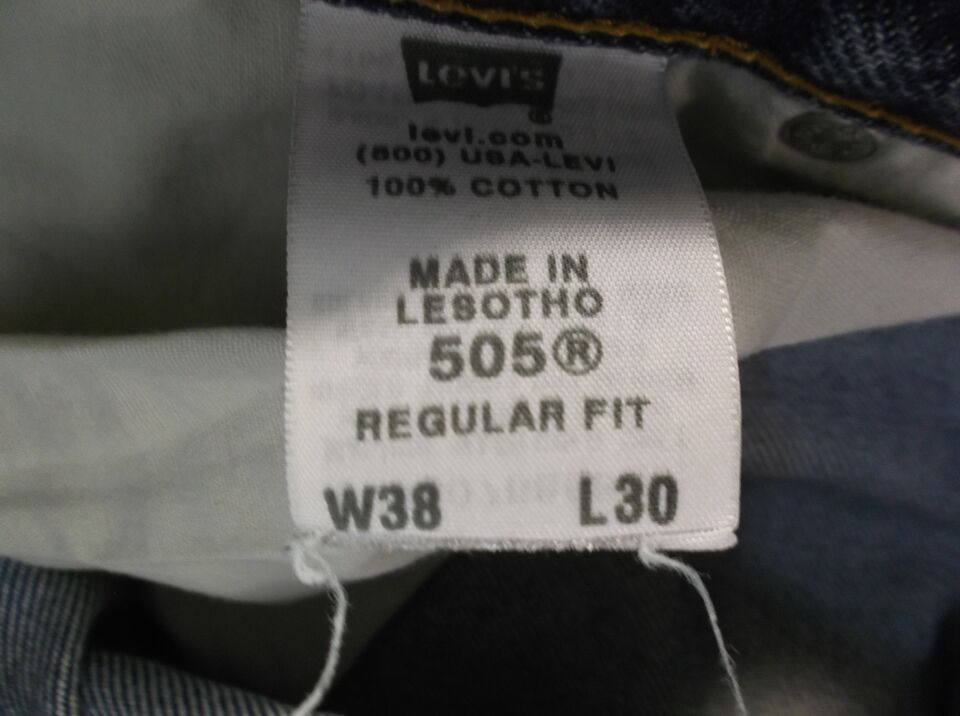 LEVI'S
®
levi.com
(800) USA-LEVI
100% COTTON
MADE IN
LESOTHO
505®
REGULAR FIT
W38 L30